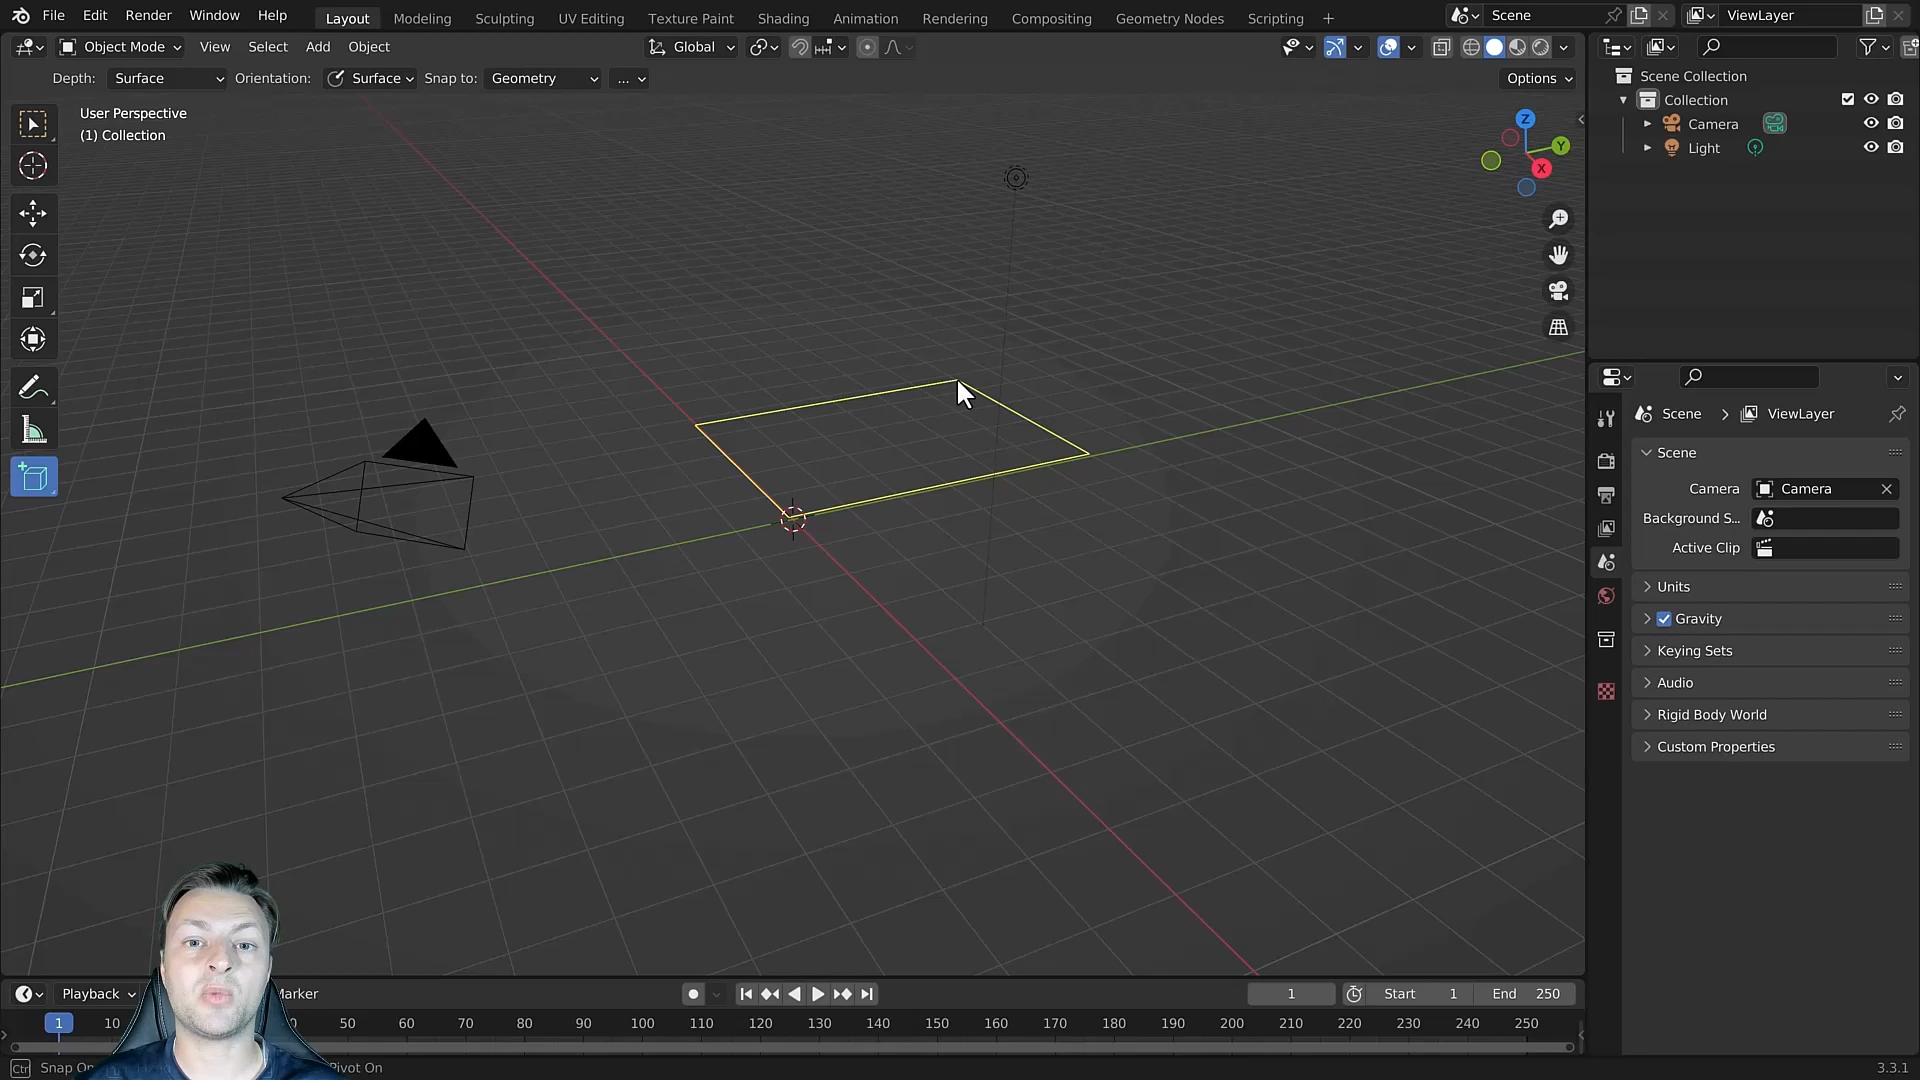 File Edit Render Window Help
Layout Modeling Sculpting UV Editing Texture Paint Shading Animation Rendering Compositing Geometry Nodes Scripting +
Scene
ViewLayer
Object Mode View Select Add Object
Global
Depth: Surface Orientation: Surface Snap to: Geometry ...
Options
User Perspective
(1) Collection
Z
Y
X
Scene Collection
Collection
Camera
Light
Scene > ViewLayer
Scene
Camera Camera
Background S...
Active Clip
Units
Gravity
Keying Sets
Audio
Rigid Body World
Custom Properties
Playback
Marker
1
Start 1
End 250
1 10 50 60 70 80 90 100 110 120 130 140 150 160 170 180 190 200 210 220 230 240 250
Ctrl Snap On
Pivot On
3.3.1